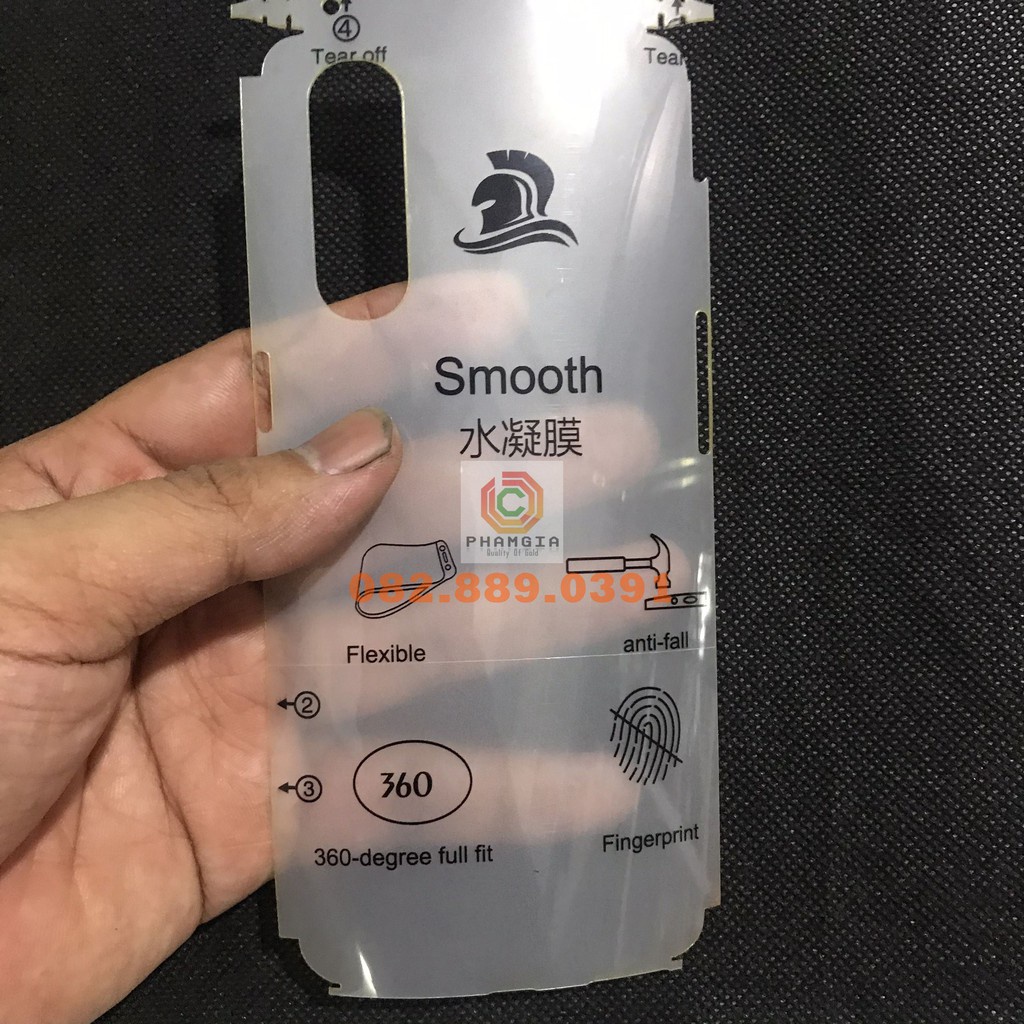 ④
Tear off
Tear
Smooth
水凝膜
PHAMGIA
Quality Of Gold
082.889.0391
Flexible
anti-fall
②
③
360
360-degree full fit
Fingerprint